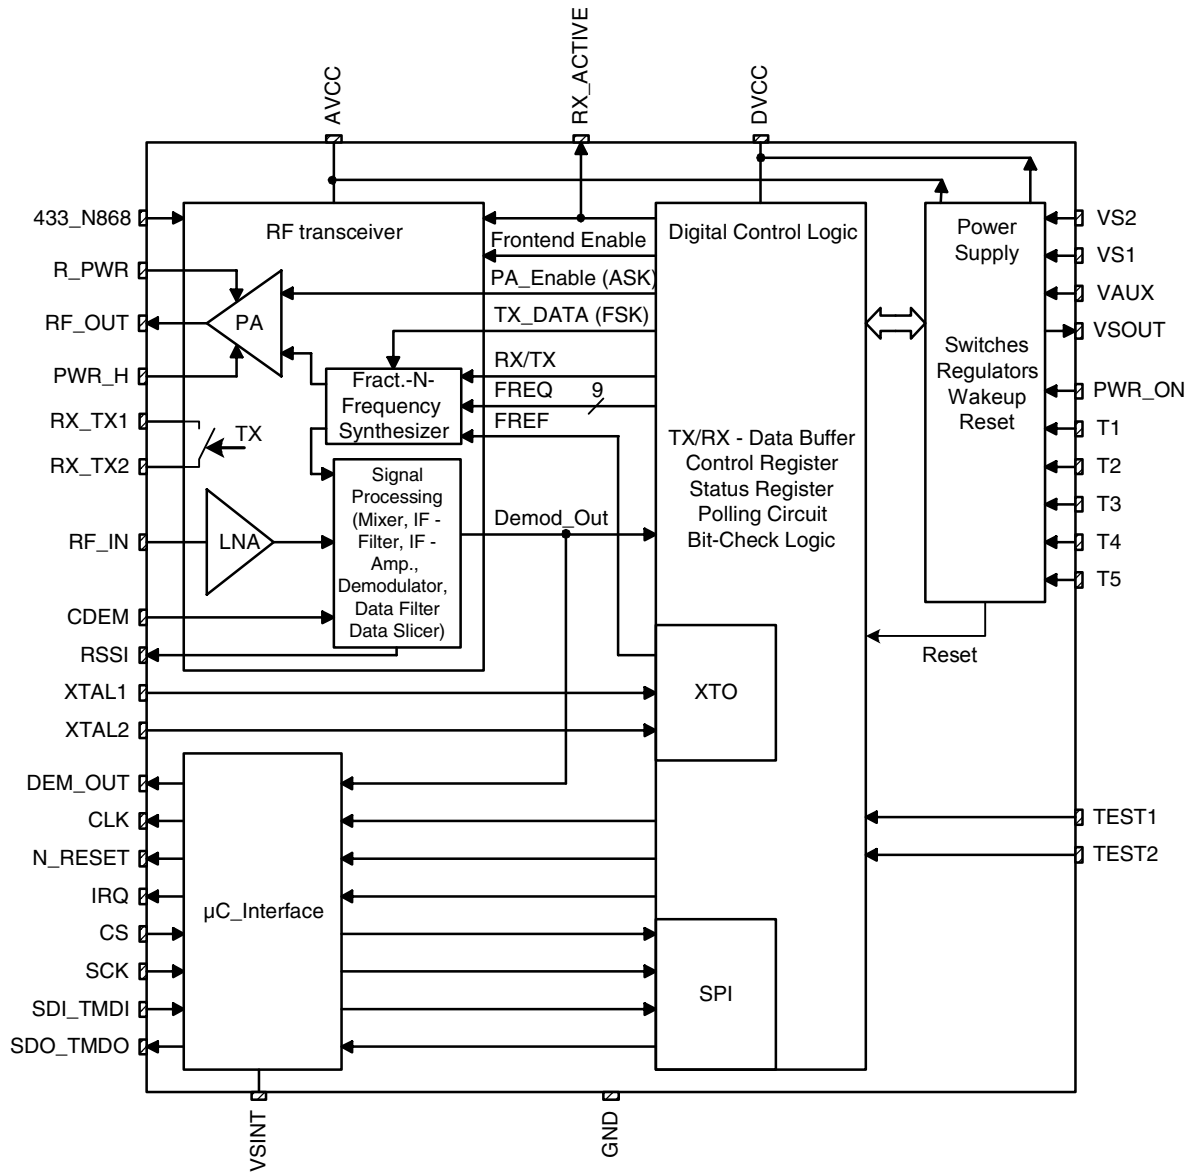 AVCC
RX_ACTIVE
DVCC
433_N868
R_PWR
RF_OUT
PWR_H
RX_TX1
RX_TX2
RF_IN
CDEM
RSSI
XTAL1
XTAL2
DEM_OUT
CLK
N_RESET
IRQ
CS
SCK
SDI_TMDI
SDO_TMDO
RF transceiver
PA
TX
LNA
Fract.-N-
Frequency
Synthesizer
Signal
Processing
(Mixer, IF -
Filter, IF -
Amp.,
Demodulator,
Data Filter
Data Slicer)
Frontend Enable
PA_Enable (ASK)
TX_DATA (FSK)
RX/TX
FREQ
9
FREF
Demod_Out
Digital Control Logic
TX/RX - Data Buffer
Control Register
Status Register
Polling Circuit
Bit-Check Logic
XTO
SPI
µC_Interface
Power
Supply
Switches
Regulators
Wakeup
Reset
Reset
VS2
VS1
VAUX
VSOUT
PWR_ON
T1
T2
T3
T4
T5
TEST1
TEST2
VSINT
GND